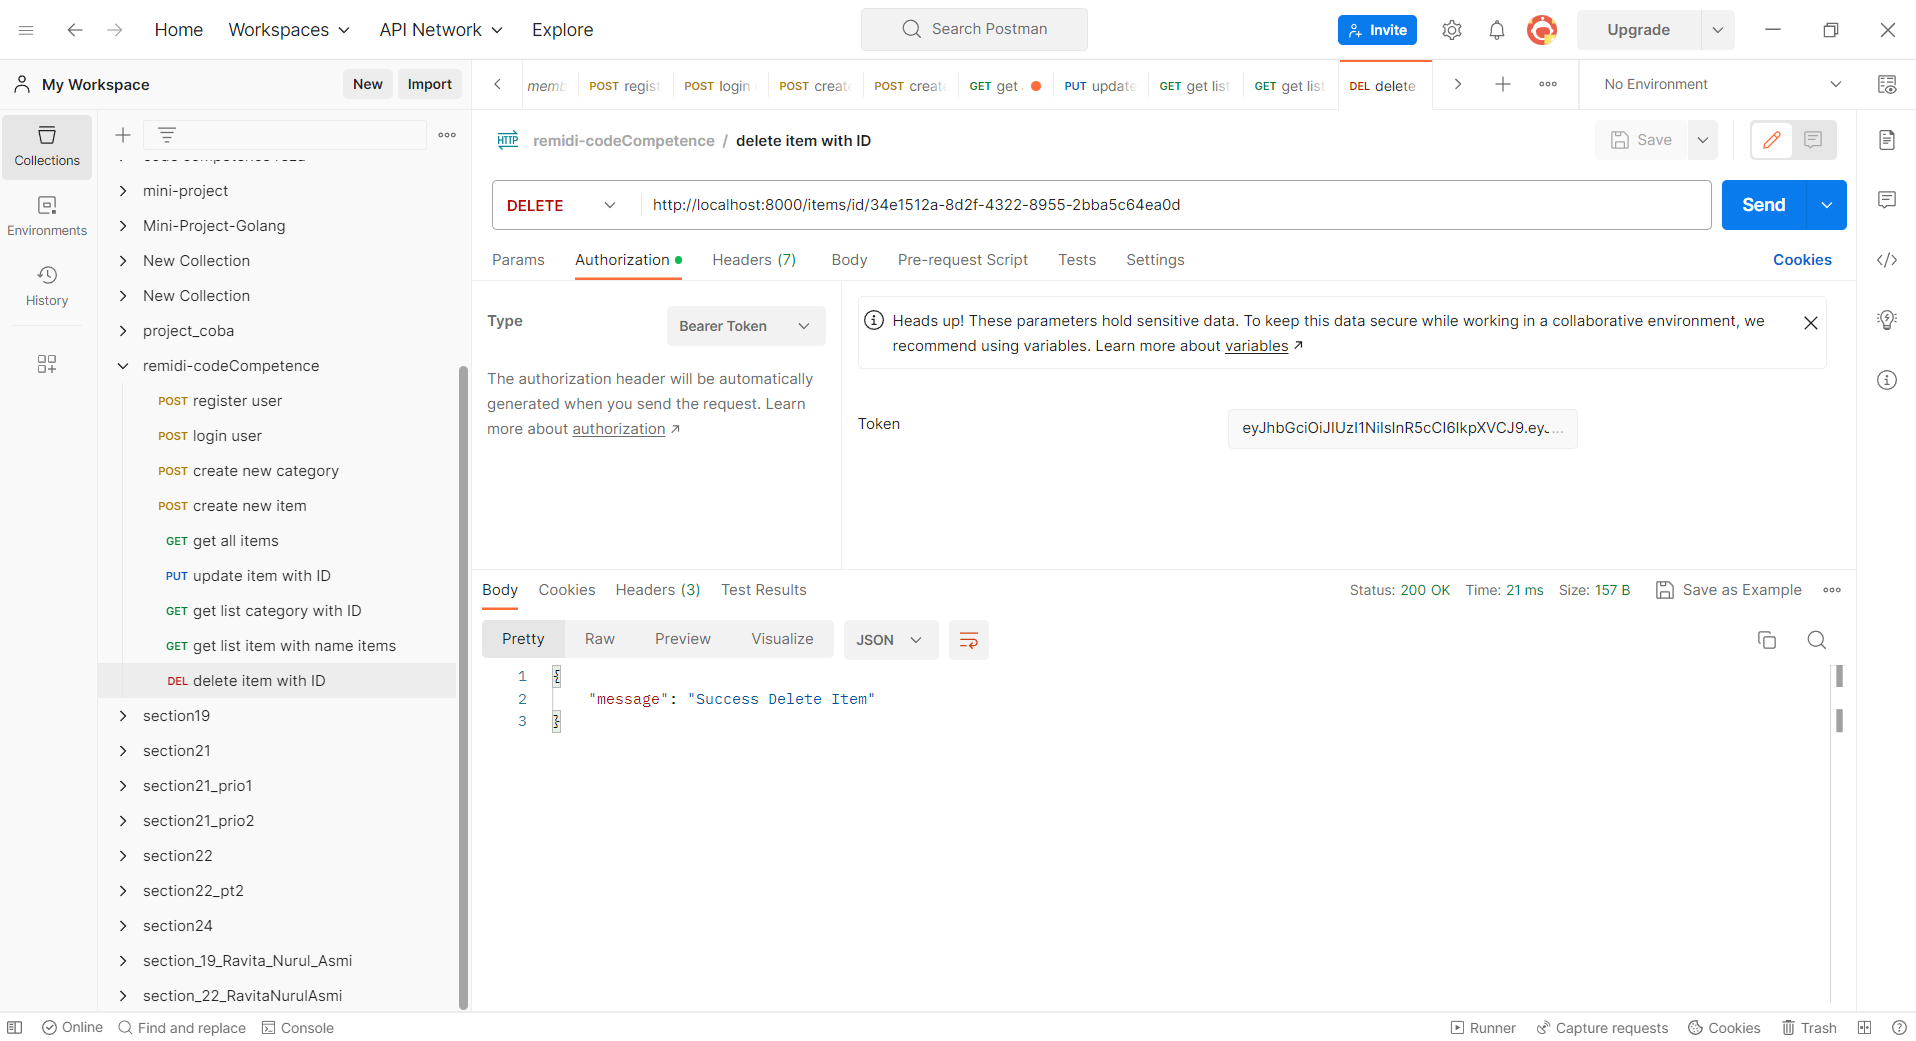 Home Workspaces API Network Explore Search Postman Invite Upgrade
My Workspace New Import
memb POST regist POST login POST create POST create GET get PUT update GET get list GET get list DEL delete No Environment
Collections
Environments
History
mini-project
Mini-Project-Golang
New Collection
New Collection
project_coba
remidi-codeCompetence
POST register user
POST login user
POST create new category
POST create new item
GET get all items
PUT update item with ID
GET get list category with ID
GET get list item with name items
DEL delete item with ID
section19
section21
section21_prio1
section21_prio2
section22
section22_pt2
section24
section_19_Ravita_Nurul_Asmi
section_22_RavitaNurulAsmi
HTTP remidi-codeCompetence / delete item with ID Save
DELETE http://localhost:8000/items/id/34e1512a-8d2f-4322-8955-2bba5c64ea0d Send
Params Authorization Headers (7) Body Pre-request Script Tests Settings Cookies
Type Bearer Token
The authorization header will be automatically
generated when you send the request. Learn
more about authorization ↗
Heads up! These parameters hold sensitive data. To keep this data secure while working in a collaborative environment, we
recommend using variables. Learn more about variables ↗
Token eyJhbGciOiJIUzI1NiIsInR5cCI6IkpXVCJ9.eyJ...
Body Cookies Headers (3) Test Results Status: 200 OK Time: 21 ms Size: 157 B Save as Example
Pretty Raw Preview Visualize JSON
1 {
2 "message": "Success Delete Item"
3 }
Online Find and replace Console Runner Capture requests Cookies Trash